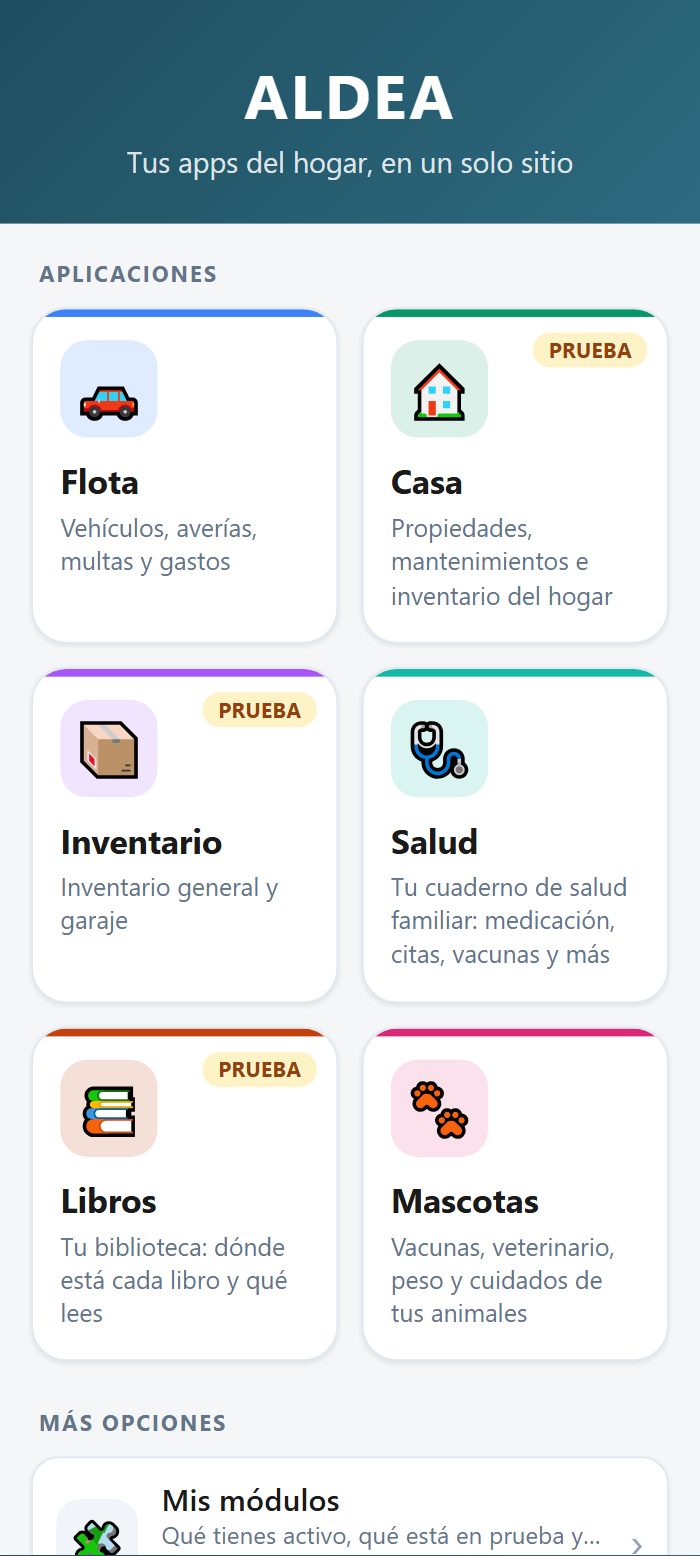 ALDEA
Tus apps del hogar, en un solo sitio
APLICACIONES
Flota
Vehículos, averías,
multas y gastos
PRUEBA
Casa
Propiedades,
mantenimientos e
inventario del hogar
PRUEBA
Inventario
Inventario general y
garaje
Salud
Tu cuaderno de salud
familiar: medicación,
citas, vacunas y más
PRUEBA
Libros
Tu biblioteca: dónde
está cada libro y qué
lees
Mascotas
Vacunas, veterinario,
peso y cuidados de
tus animales
MÁS OPCIONES
Mis módulos
Qué tienes activo, qué está en prueba y...